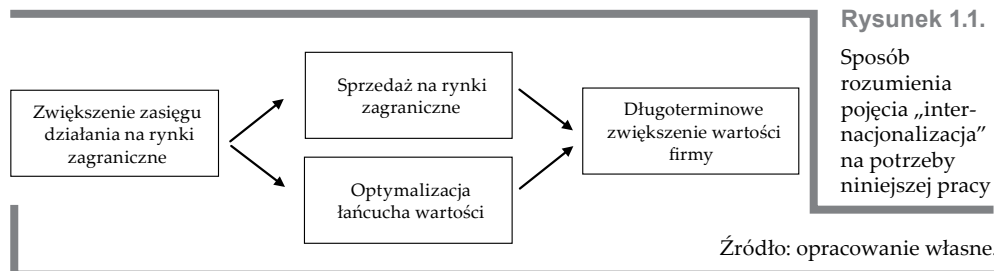 Rysunek 1.1.
Sposób
rozumienia
pojęcia „inter-
nacjonalizacja”
na potrzeby
niniejszej pracy
Zwiększenie zasięgu
działania na rynki
zagraniczne
Sprzedaż na rynki
zagraniczne
Optymalizacja
łańcucha wartości
Długoterminowe
zwiększenie wartości
firmy
Źródło: opracowanie własne.